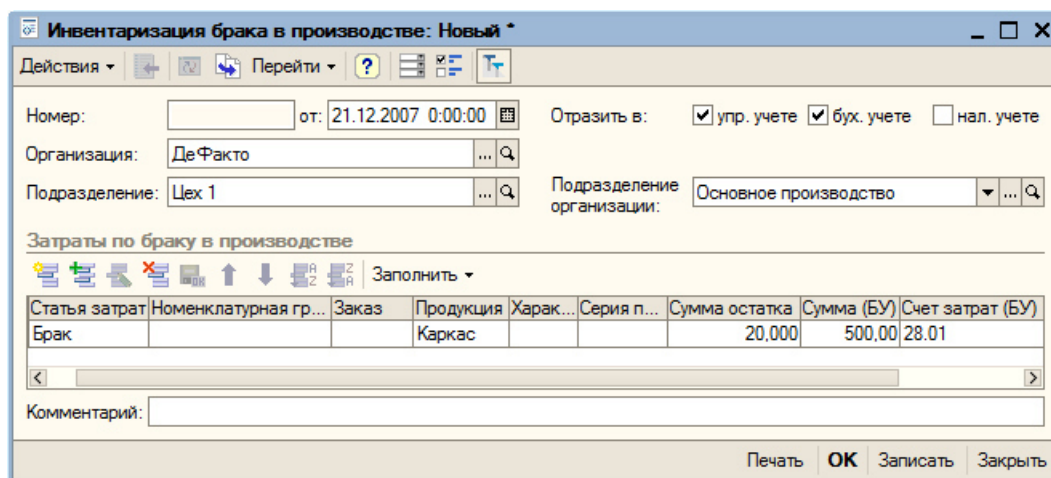 Инвентаризация брака в производстве: Новый *
Действия Перейти ?
Номер: от: 21.12.2007 0:00:00 Отразить в: упр. учете бух. учете нал. учете
Организация: ДеФакто ...
Подразделение: Цех 1 ... Подразделение организации: Основное производство ...
Затраты по браку в производстве
Заполнить
Статья затрат Номенклатурная гр... Заказ Продукция Харак... Серия п... Сумма остатка Сумма (БУ) Счет затрат (БУ)
Брак Каркас 20,000 500,00 28.01
Комментарий:
Печать OK Записать Закрыть